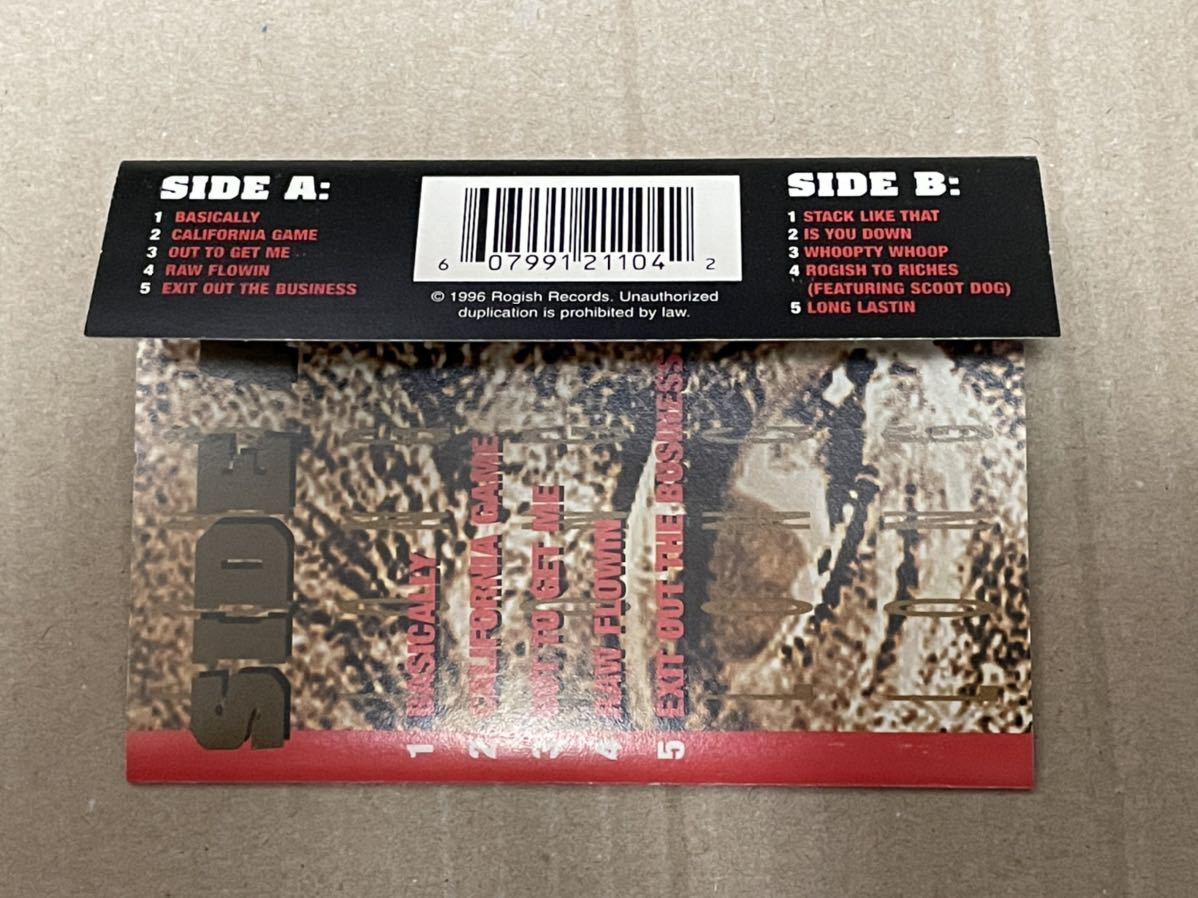 SIDE A:
1 BASICALLY
2 CALIFORNIA GAME
3 OUT TO GET ME
4 RAW FLOWIN
5 EXIT OUT THE BUSINESS
6 07991 21104 2
© 1996 Rogish Records. Unauthorized
duplication is prohibited by law.
SIDE B:
1 STACK LIKE THAT
2 IS YOU DOWN
3 WHOOPTY WHOOP
4 ROGISH TO RICHES
(FEATURING SCOOT DOG)
5 LONG LASTIN
SIDE
1 BASICALLY
2 CALIFORNIA GAME
3 OUT TO GET ME
4 RAW FLOWIN
5 EXIT OUT THE BUSINESS